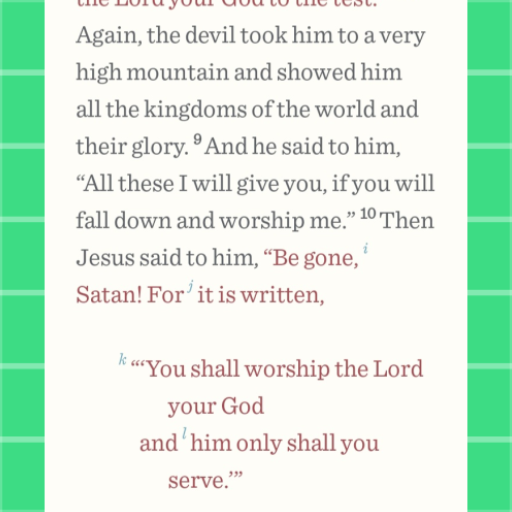 the Lord your God to the test.'"
Again, the devil took him to a very
high mountain and showed him
all the kingdoms of the world and
their glory. 9 And he said to him,
“All these I will give you, if you will
fall down and worship me.” 10 Then
Jesus said to him, “Be gone, i
Satan! For j it is written,
k “‘You shall worship the Lord
your God
and l him only shall you
serve.’”